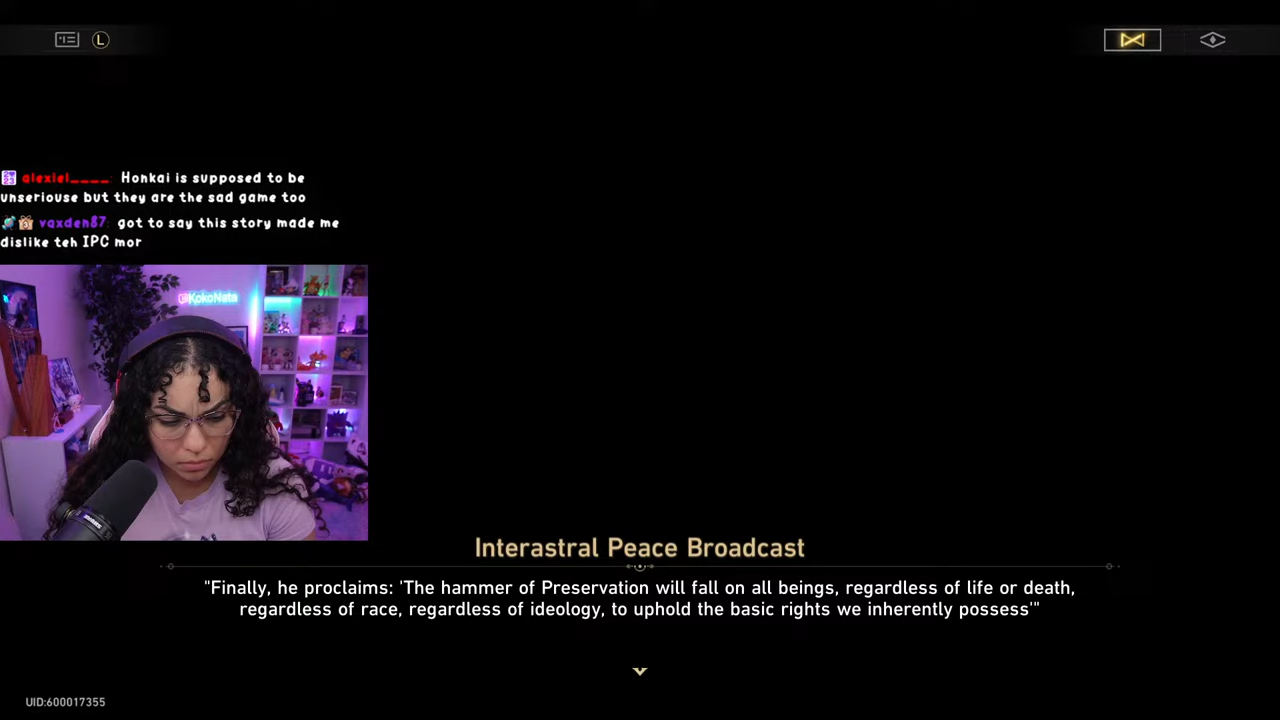 L
alexiel____: Honkai is supposed to be
unseriouse but they are the sad game too
vaxden87: got to say this story made me
dislike teh IPC mor
@KokoNata
Interastral Peace Broadcast
"Finally, he proclaims: 'The hammer of Preservation will fall on all beings, regardless of life or death,
regardless of race, regardless of ideology, to uphold the basic rights we inherently possess'"
UID:600017355